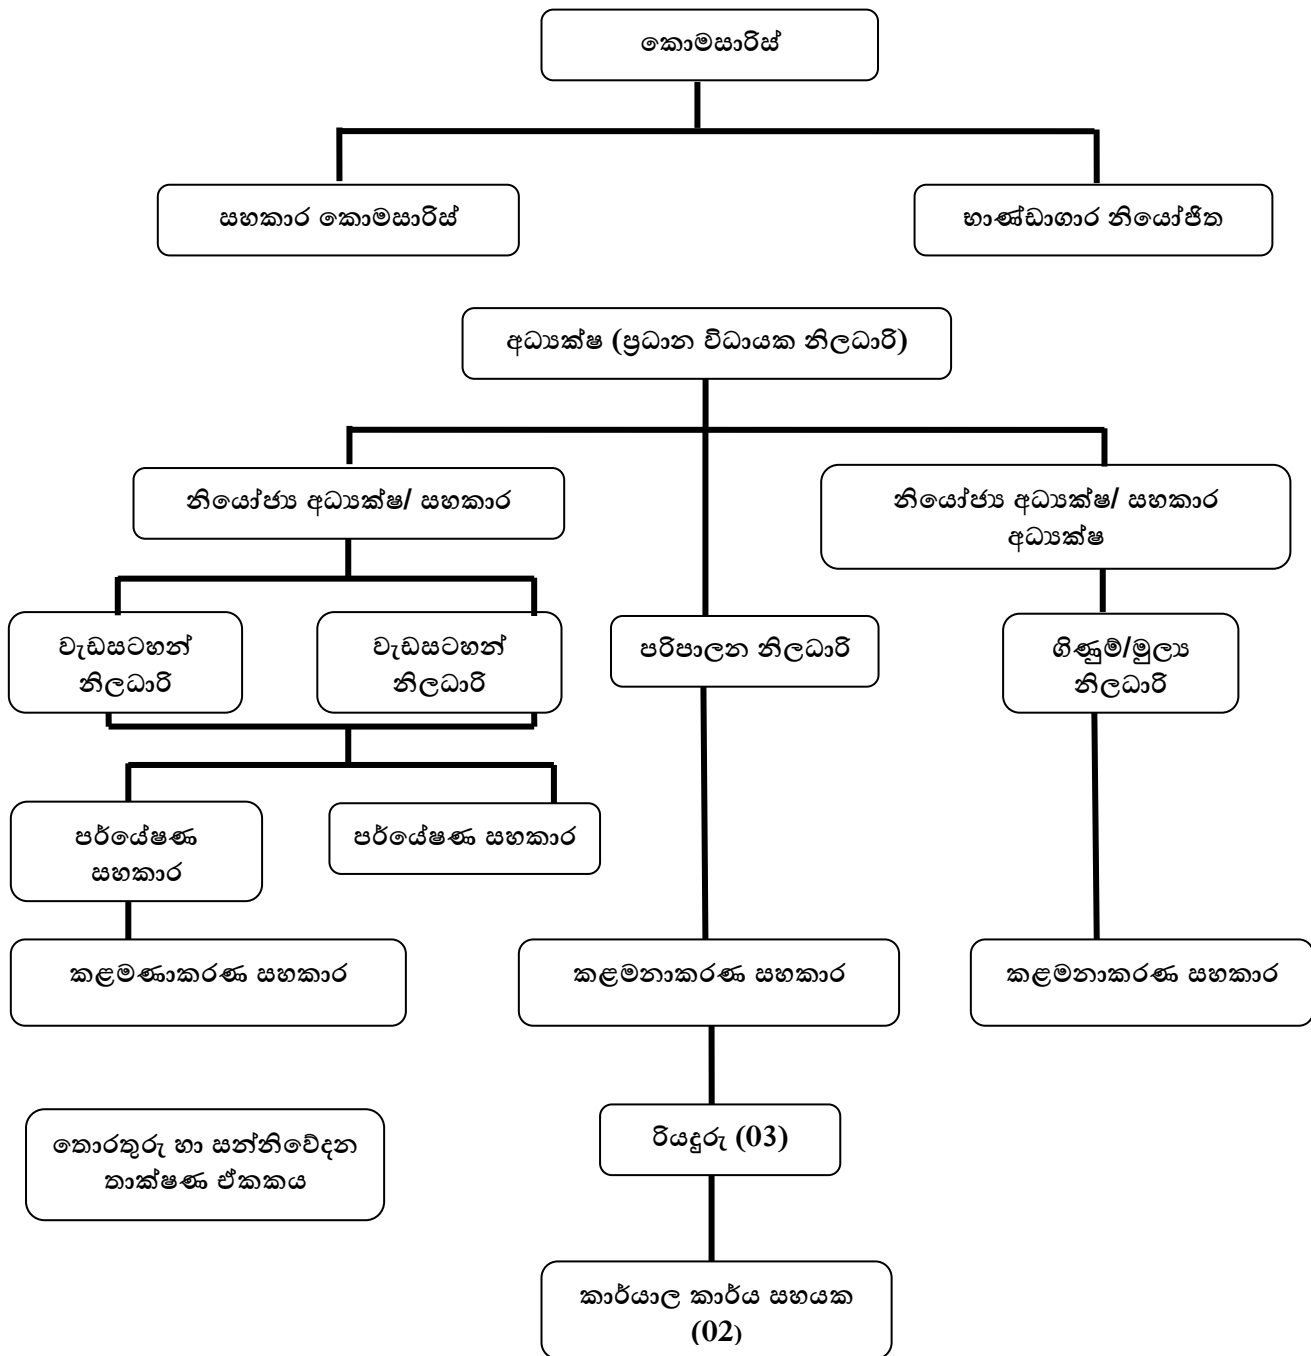 කොමසාරිස්
සහකාර කොමසාරිස්
භාණ්ඩාගාර නියෝජිත
අධ්‍යක්ෂ (ප්‍රධාන විධායක නිලධාරි)
නියෝජ්‍ය අධ්‍යක්ෂ/ සහකාර
නියෝජ්‍ය අධ්‍යක්ෂ/ සහකාර
අධ්‍යක්ෂ
වැඩසටහන්
නිලධාරි
වැඩසටහන්
නිලධාරි
පරිපාලන නිලධාරි
ගිණුම්/මුල්‍ය
නිලධාරි
පර්යේෂණ
සහකාර
පර්යේෂණ සහකාර
කළමණාකරණ සහකාර
කළමනාකරණ සහකාර
කළමනාකරණ සහකාර
තොරතුරු හා සන්නිවේදන
තාක්ෂණ ඒකකය
රියදුරු (03)
කාර්යාල කාර්ය සහයක
(02)